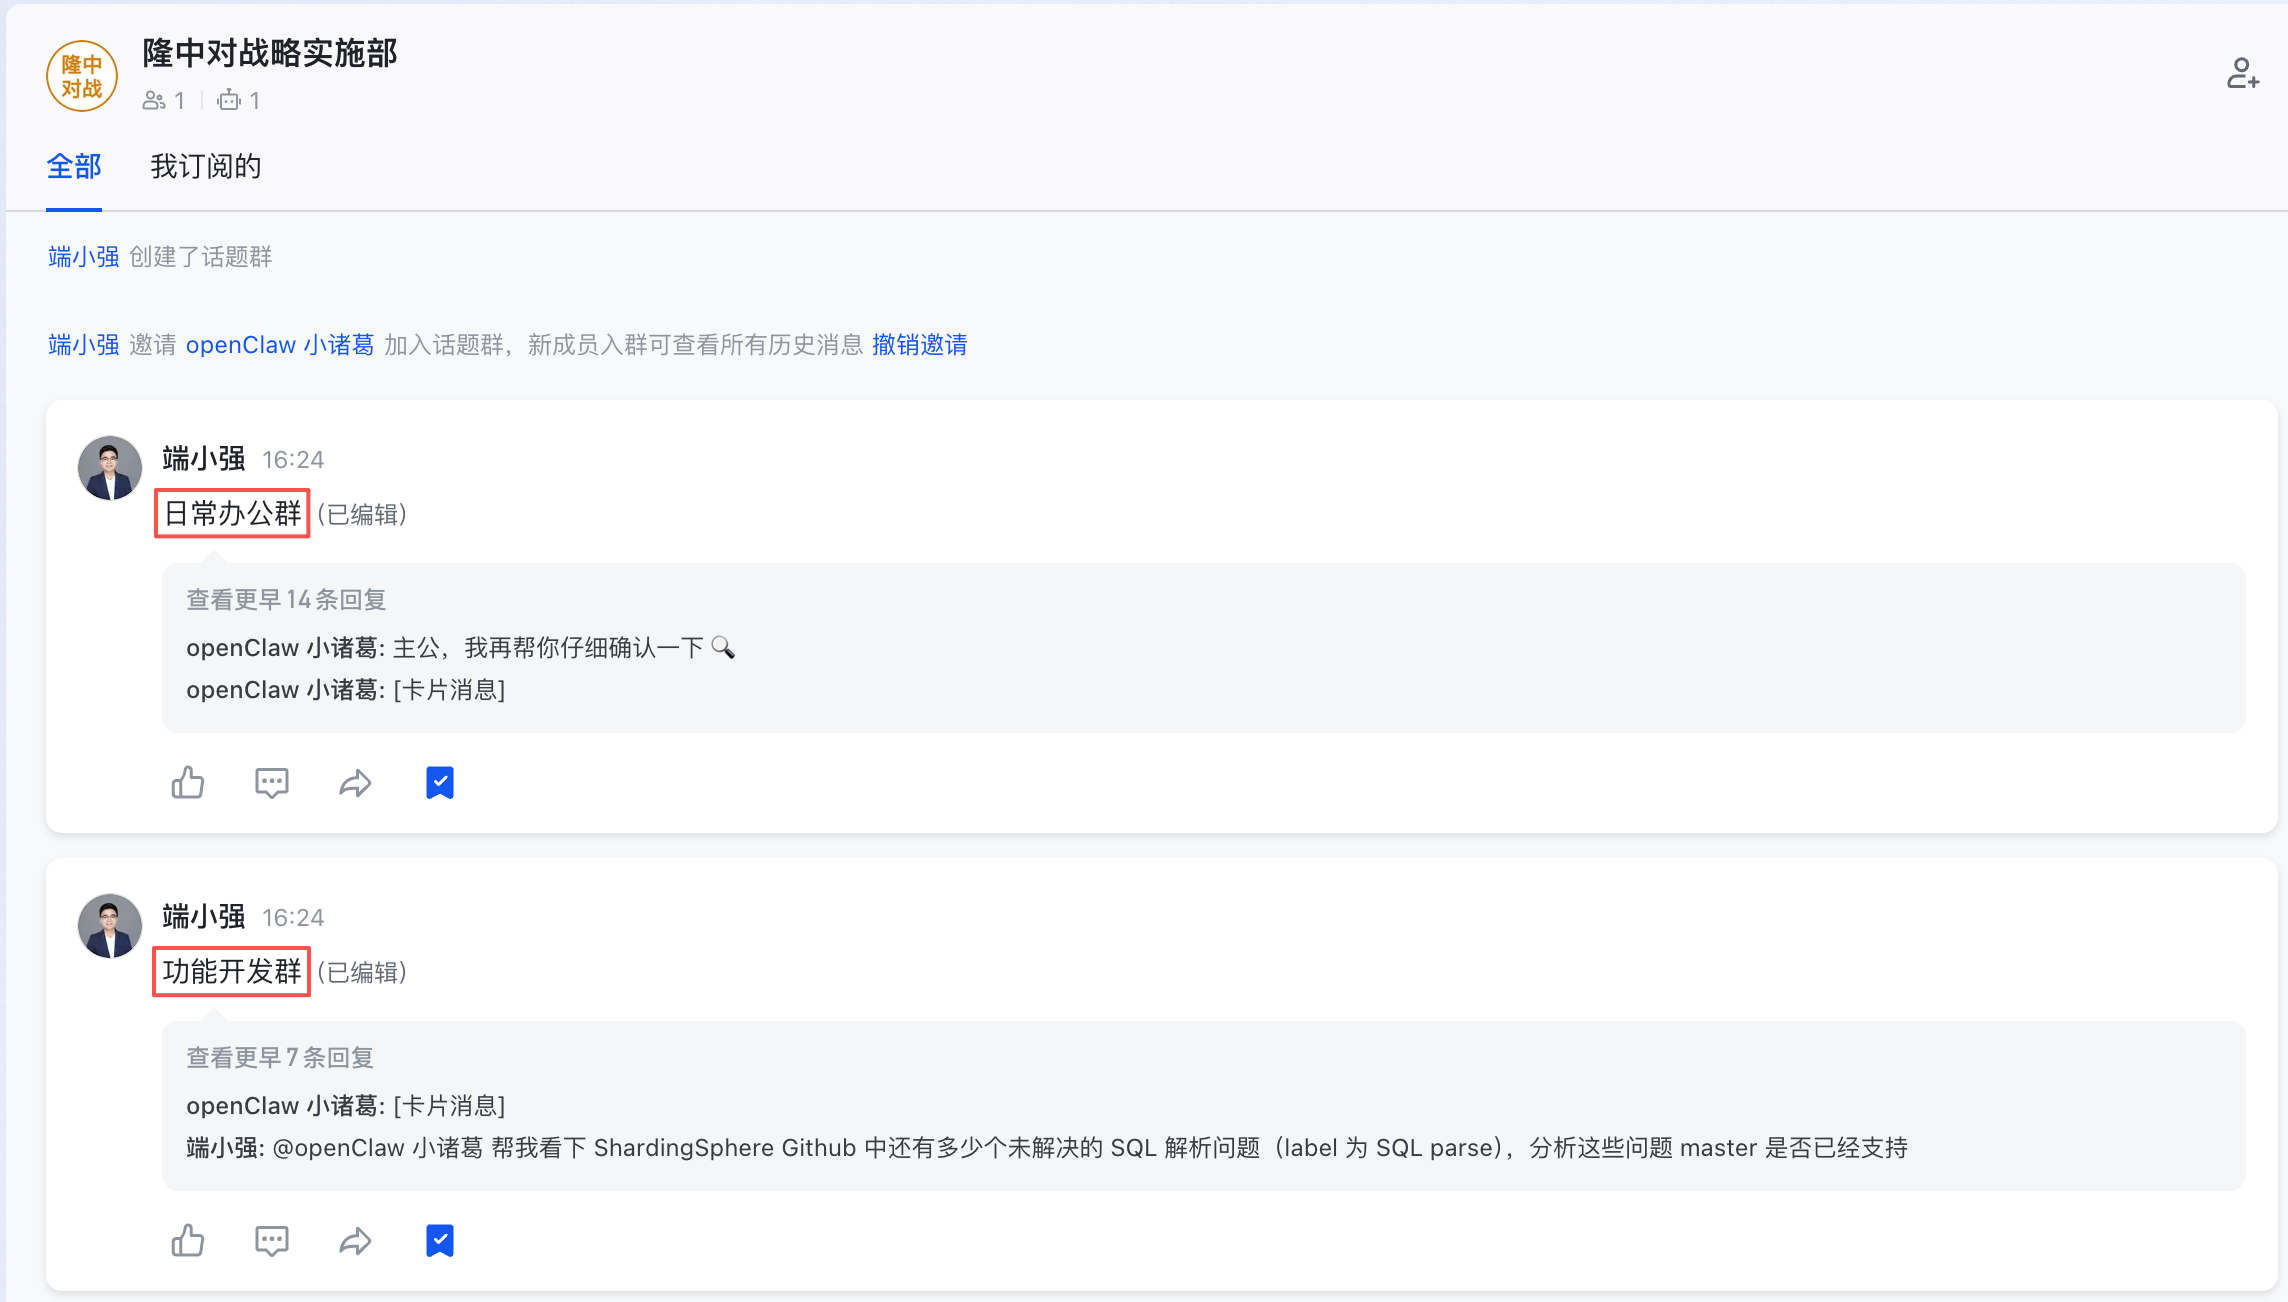 隆中
对战
隆中对战略实施部
1 1
全部 我订阅的
端小强 创建了话题群
端小强 邀请 openClaw 小诸葛 加入话题群，新成员入群可查看所有历史消息 撤销邀请
端小强 16:24
日常办公群 (已编辑)
查看更早 14 条回复
openClaw 小诸葛: 主公，我再帮你仔细确认一下 🔍
openClaw 小诸葛: [卡片消息]
端小强 16:24
功能开发群 (已编辑)
查看更早 7 条回复
openClaw 小诸葛: [卡片消息]
端小强: @openClaw 小诸葛 帮我看下 ShardingSphere Github 中还有多少个未解决的 SQL 解析问题（label 为 SQL parse），分析这些问题 master 是否已经支持